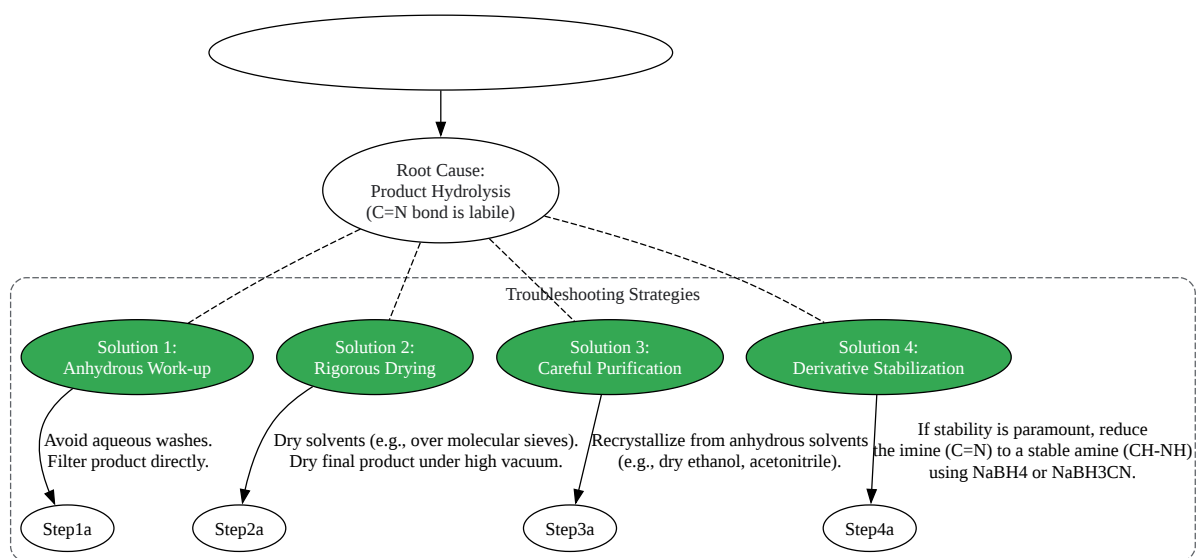 Root Cause:
Product Hydrolysis
(C=N bond is labile)
Troubleshooting Strategies
Solution 1:
Anhydrous Work-up
Solution 2:
Rigorous Drying
Solution 3:
Careful Purification
Solution 4:
Derivative Stabilization
Avoid aqueous washes.
Filter product directly.
Dry solvents (e.g., over molecular sieves).
Dry final product under high vacuum.
Recrystallize from anhydrous solvents
(e.g., dry ethanol, acetonitrile).
If stability is paramount, reduce
the imine (C=N) to a stable amine (CH-NH)
using NaBH4 or NaBH3CN.
Step1a
Step2a
Step3a
Step4a